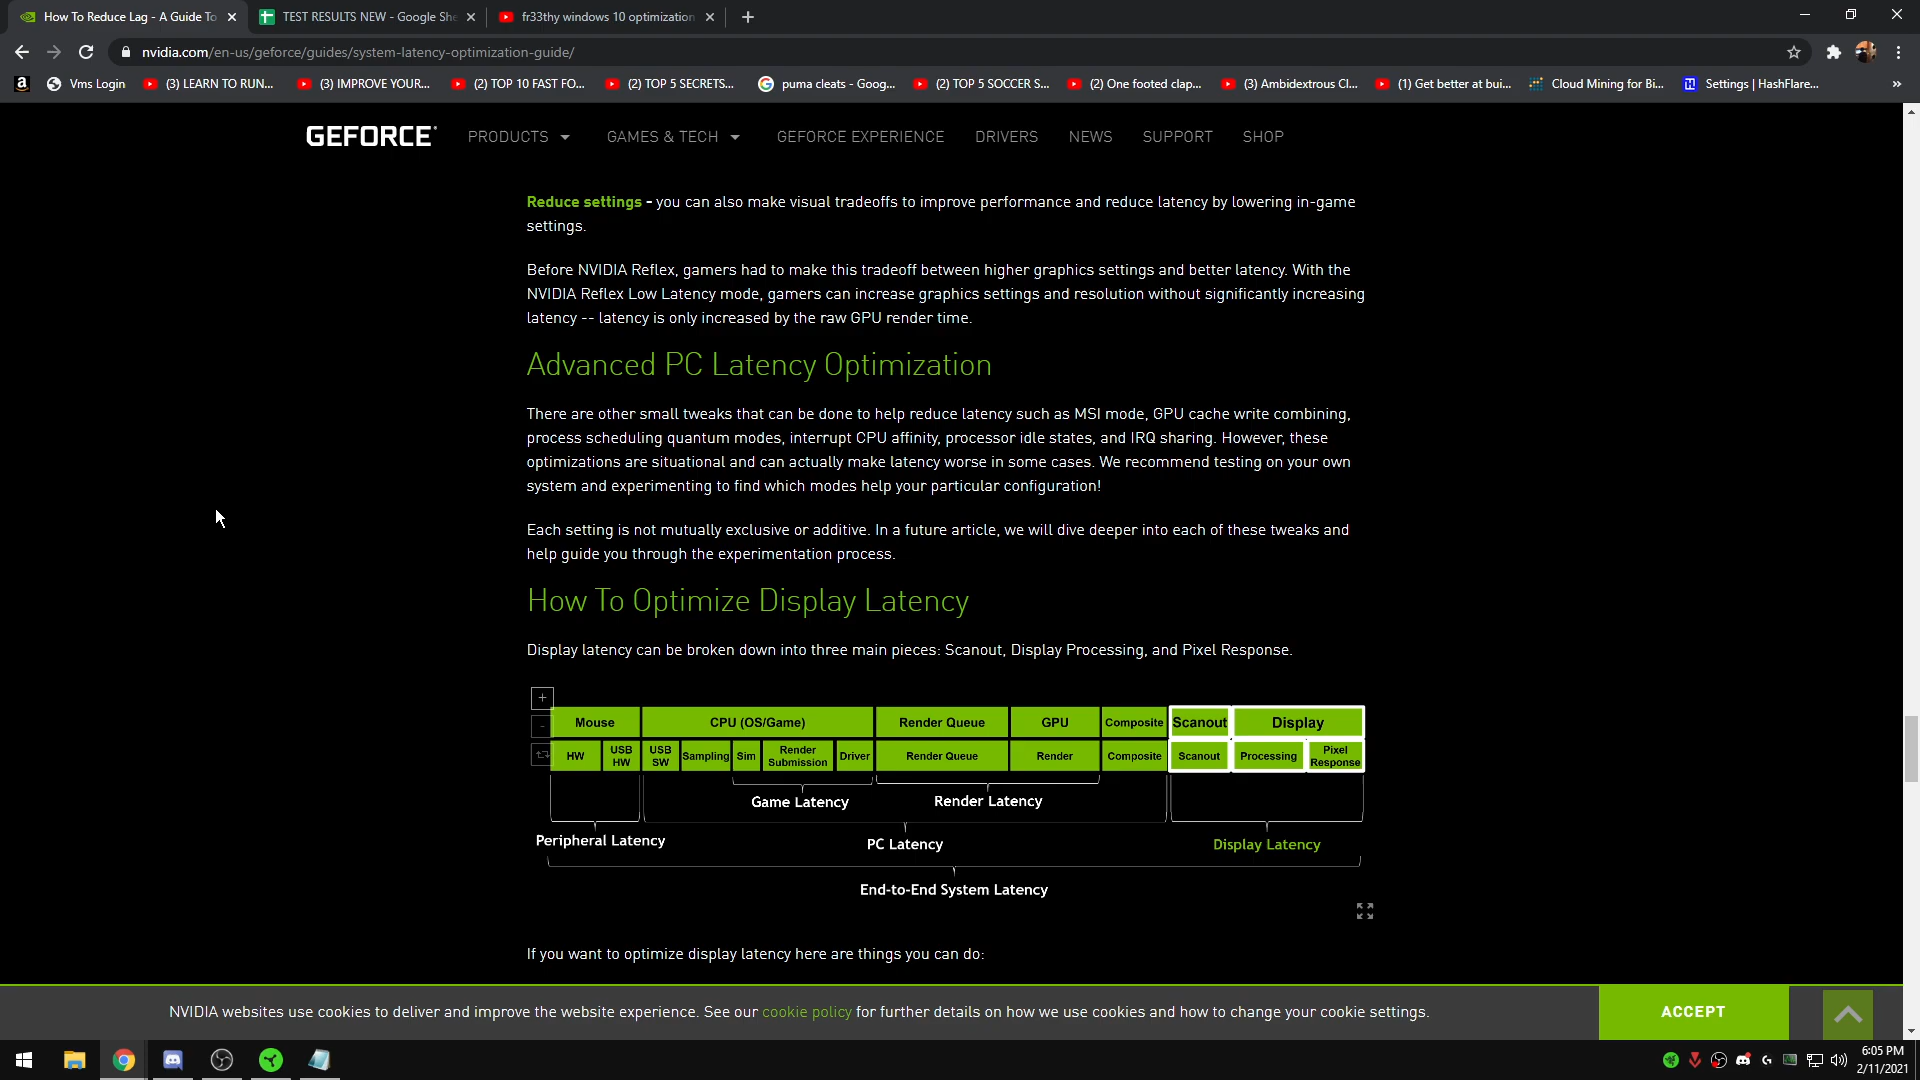 How To Reduce Lag - A Guide To
TEST RESULTS NEW - Google She
fr33thy windows 10 optimization
nvidia.com/en-us/geforce/guides/system-latency-optimization-guide/
Vms Login
(3) LEARN TO RUN...
(3) IMPROVE YOUR...
(2) TOP 10 FAST FO...
(2) TOP 5 SECRETS...
puma cleats - Goog...
(2) TOP 5 SOCCER S...
(2) One footed clap...
(3) Ambidextrous Cl...
(1) Get better at bui...
Cloud Mining for Bi...
Settings | HashFlare...
»
GEFORCE
PRODUCTS
GAMES & TECH
GEFORCE EXPERIENCE
DRIVERS
NEWS
SUPPORT
SHOP
Reduce settings - you can also make visual tradeoffs to improve performance and reduce latency by lowering in-game
settings.
Before NVIDIA Reflex, gamers had to make this tradeoff between higher graphics settings and better latency. With the
NVIDIA Reflex Low Latency mode, gamers can increase graphics settings and resolution without significantly increasing
latency -- latency is only increased by the raw GPU render time.
Advanced PC Latency Optimization
There are other small tweaks that can be done to help reduce latency such as MSI mode, GPU cache write combining,
process scheduling quantum modes, interrupt CPU affinity, processor idle states, and IRQ sharing. However, these
optimizations are situational and can actually make latency worse in some cases. We recommend testing on your own
system and experimenting to find which modes help your particular configuration!
Each setting is not mutually exclusive or additive. In a future article, we will dive deeper into each of these tweaks and
help guide you through the experimentation process.
How To Optimize Display Latency
Display latency can be broken down into three main pieces: Scanout, Display Processing, and Pixel Response.
Mouse
CPU (OS/Game)
Render Queue
GPU
Composite
Scanout
Display
HW
USB
HW
USB
SW
Sampling
Sim
Render
Submission
Driver
Render Queue
Render
Composite
Scanout
Processing
Pixel
Response
Game Latency
Render Latency
Peripheral Latency
PC Latency
Display Latency
End-to-End System Latency
If you want to optimize display latency here are things you can do:
NVIDIA websites use cookies to deliver and improve the website experience. See our cookie policy for further details on how we use cookies and how to change your cookie settings.
ACCEPT
6:05 PM
2/11/2021